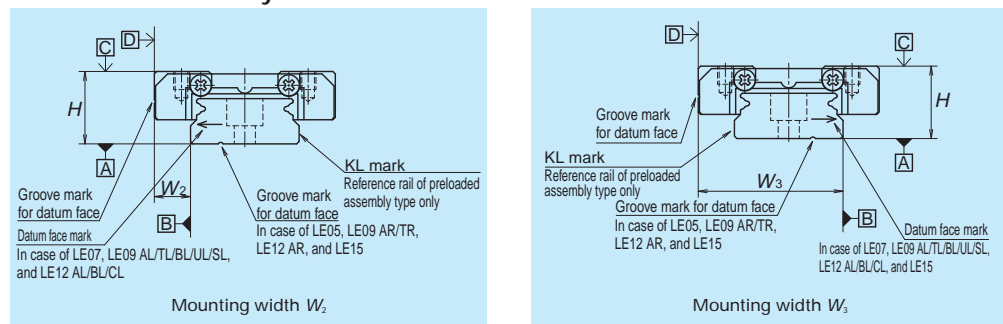 D
C
H
A
W2
B
Groove mark
for datum face
Datum face mark
In case of LE07, LE09 AL/TL/BL/UL/SL,
and LE12 AL/BL/CL
Groove mark
for datum face
In case of LE05, LE09 AR/TR,
LE12 AR, and LE15
KL mark
Reference rail of preloaded
assembly type only
Mounting width W2
D
C
H
A
Groove mark
for datum face
KL mark
Reference rail of preloaded
assembly type only
W3
Groove mark for datum face
In case of LE05, LE09 AR/TR,
LE12 AR, and LE15
B
Datum face mark
In case of LE07, LE09 AL/TL/BL/UL/SL,
LE12 AL/BL/CL, and LE15
Mounting width W3